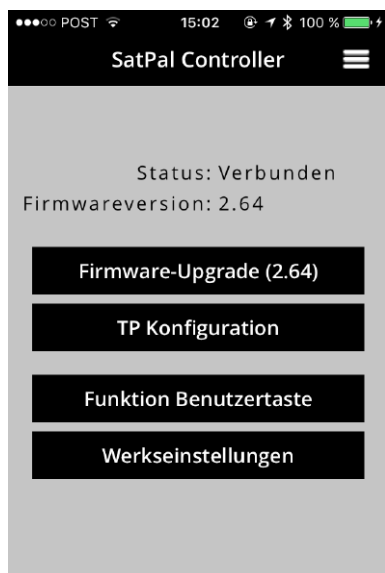 POST 15:02 100 %
SatPal Controller
Status: Verbunden
Firmwareversion: 2.64
Firmware-Upgrade (2.64)
TP Konfiguration
Funktion Benutzertaste
Werkseinstellungen